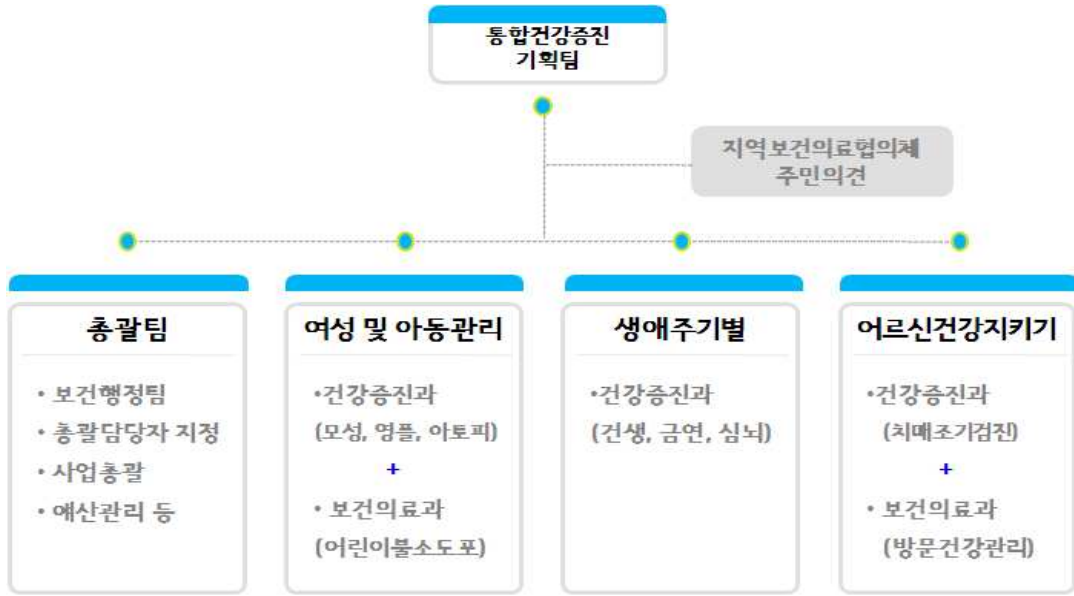 통합건강증진
기획팀
지역보건의료협의체
주민의견
총괄팀
• 보건행정팀
• 총괄담당자 지정
• 사업총괄
• 예산관리 등
여성 및 아동관리
•건강증진과
(모성, 영플, 아토피)
+
• 보건의료과
(어린이불소도포)
생애주기별
•건강증진과
(건생, 금연, 심뇌)
어르신건강지키기
•건강증진과
(치매조기검진)
+
• 보건의료과
(방문건강관리)